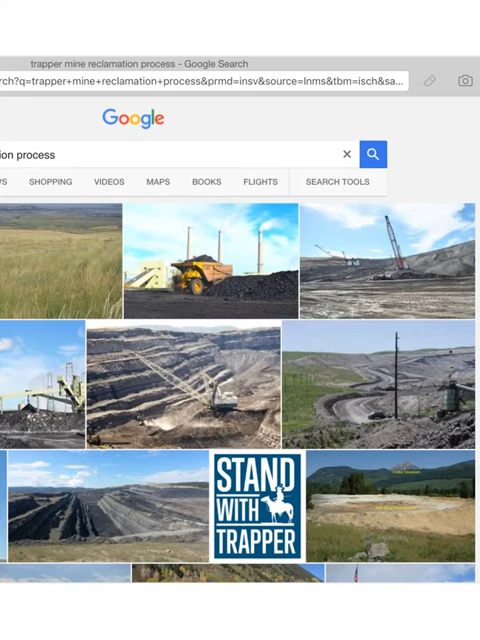 trapper mine reclamation process - Google Search
rch?q=trapper+mine+reclamation+process&prmd=insv&source=lnms&tbm=isch&sa...
Google
ion process
WS SHOPPING VIDEOS MAPS BOOKS FLIGHTS SEARCH TOOLS
STAND
WITH
TRAPPER